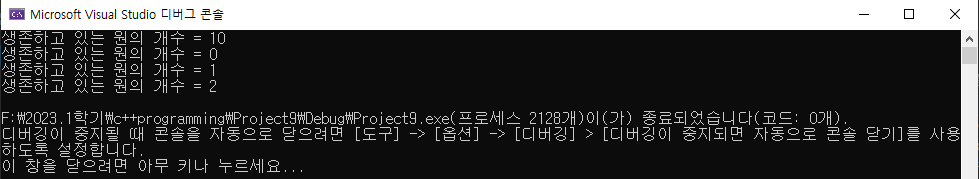 Microsoft Visual Studio 디버그 콘솔
생존하고 있는 원의 개수 = 10
생존하고 있는 원의 개수 = 0
생존하고 있는 원의 개수 = 1
생존하고 있는 원의 개수 = 2
F:₩2023.1학기₩c++programming₩Project9₩Debug₩Project9.exe(프로세스 2128개)이(가) 종료되었습니다(코드: 0개).
디버깅이 중지될 때 콘솔을 자동으로 닫으려면 [도구] -> [옵션] -> [디버깅] > [디버깅이 중지되면 자동으로 콘솔 닫기]를 사용
하도록 설정합니다.
이 창을 닫으려면 아무 키나 누르세요...